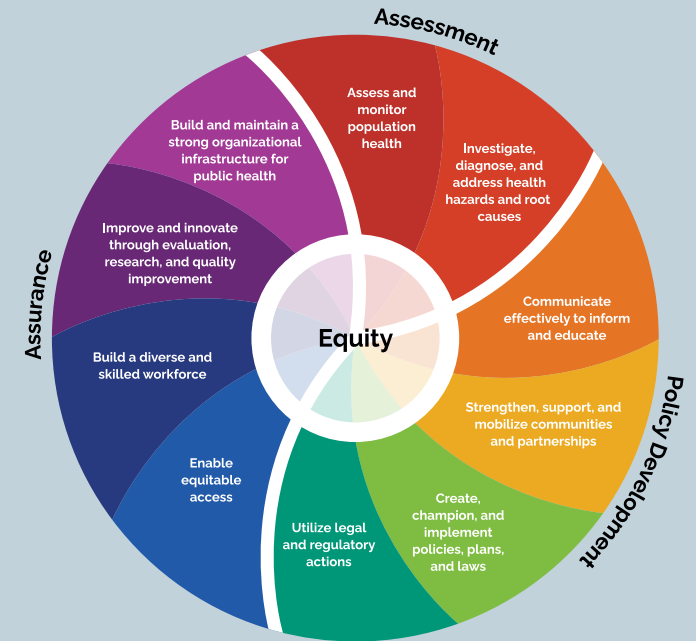 Assessment
Assess and
monitor
population
health
Investigate,
diagnose, and
address health
hazards and root
causes
Policy Development
Communicate
effectively to inform
and educate
Strengthen, support, and
mobilize communities
and partnerships
Create,
champion, and
implement
policies, plans,
and laws
Utilize legal
and regulatory
actions
Assurance
Enable
equitable
access
Build a diverse and
skilled workforce
Improve and innovate
through evaluation,
research, and quality
improvement
Build and maintain a
strong organizational
infrastructure for
public health
Equity